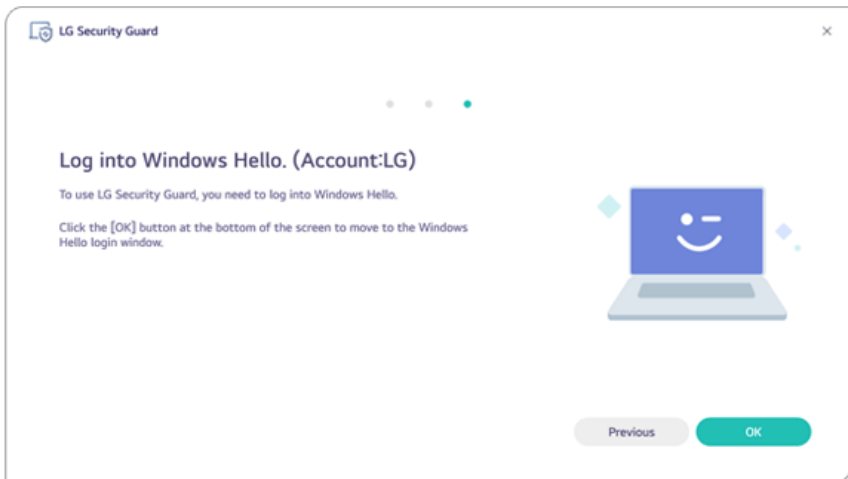 LG Security Guard
Log into Windows Hello. (Account:LG)
To use LG Security Guard, you need to log into Windows Hello.
Click the [OK] button at the bottom of the screen to move to the Windows
Hello login window.
Previous
OK